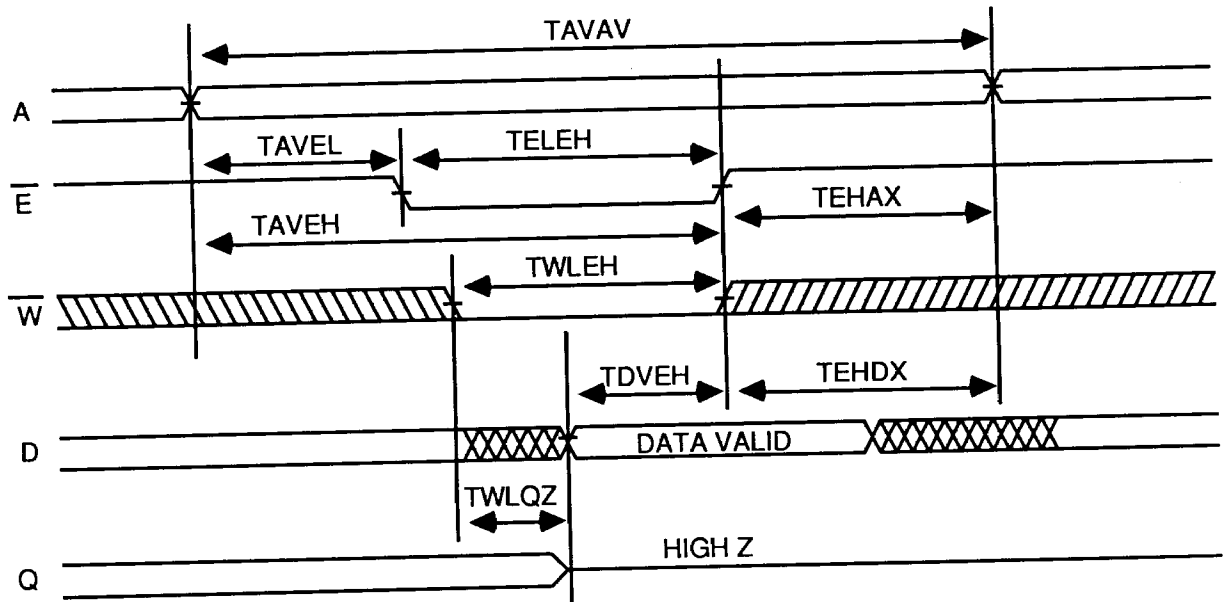 TAVAV
A
TAVEL TELEH
E̅
TAVEH TEHAX
TWLEH
W̅
TDVEH TEHDX
D DATA VALID
TWLQZ
HIGH Z
Q